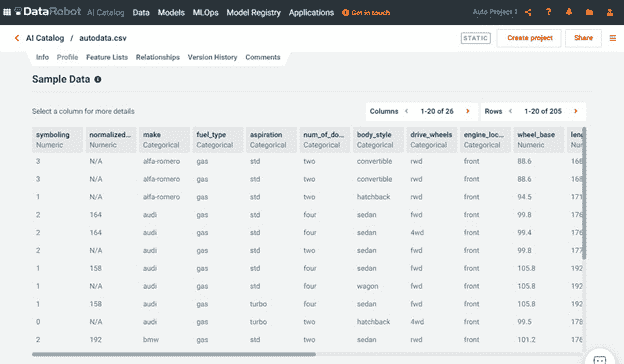 DataRobot AI Catalog Data Models MLOps Model Registry Applications Get in touch Auto Project 1
AI Catalog / autodata.csv STATIC Create project Share
Info Profile Feature Lists Relationships Version History Comments
Sample Data
Select a column for more details Columns < 1-20 of 26 > Rows < 1-20 of 205 >
symboling normalized... make fuel_type aspiration num_of_do... body_style drive_wheels engine_loc... wheel_base leng
Numeric Numeric Categorical Categorical Categorical Categorical Categorical Categorical Categorical Numeric Num
3 N/A alfa-romero gas std two convertible rwd front 88.6 168
3 N/A alfa-romero gas std two convertible rwd front 88.6 168
1 N/A alfa-romero gas std two hatchback rwd front 94.5 171
2 164 audi gas std four sedan fwd front 99.8 176
2 164 audi gas std four sedan 4wd front 99.4 176
2 N/A audi gas std two sedan fwd front 99.8 177
1 158 audi gas std four sedan fwd front 105.8 192
1 N/A audi gas std four wagon fwd front 105.8 192
1 158 audi gas turbo four sedan fwd front 105.8 192
0 N/A audi gas turbo two hatchback 4wd front 99.5 178
2 192 bmw gas std two sedan rwd front 101.2 176